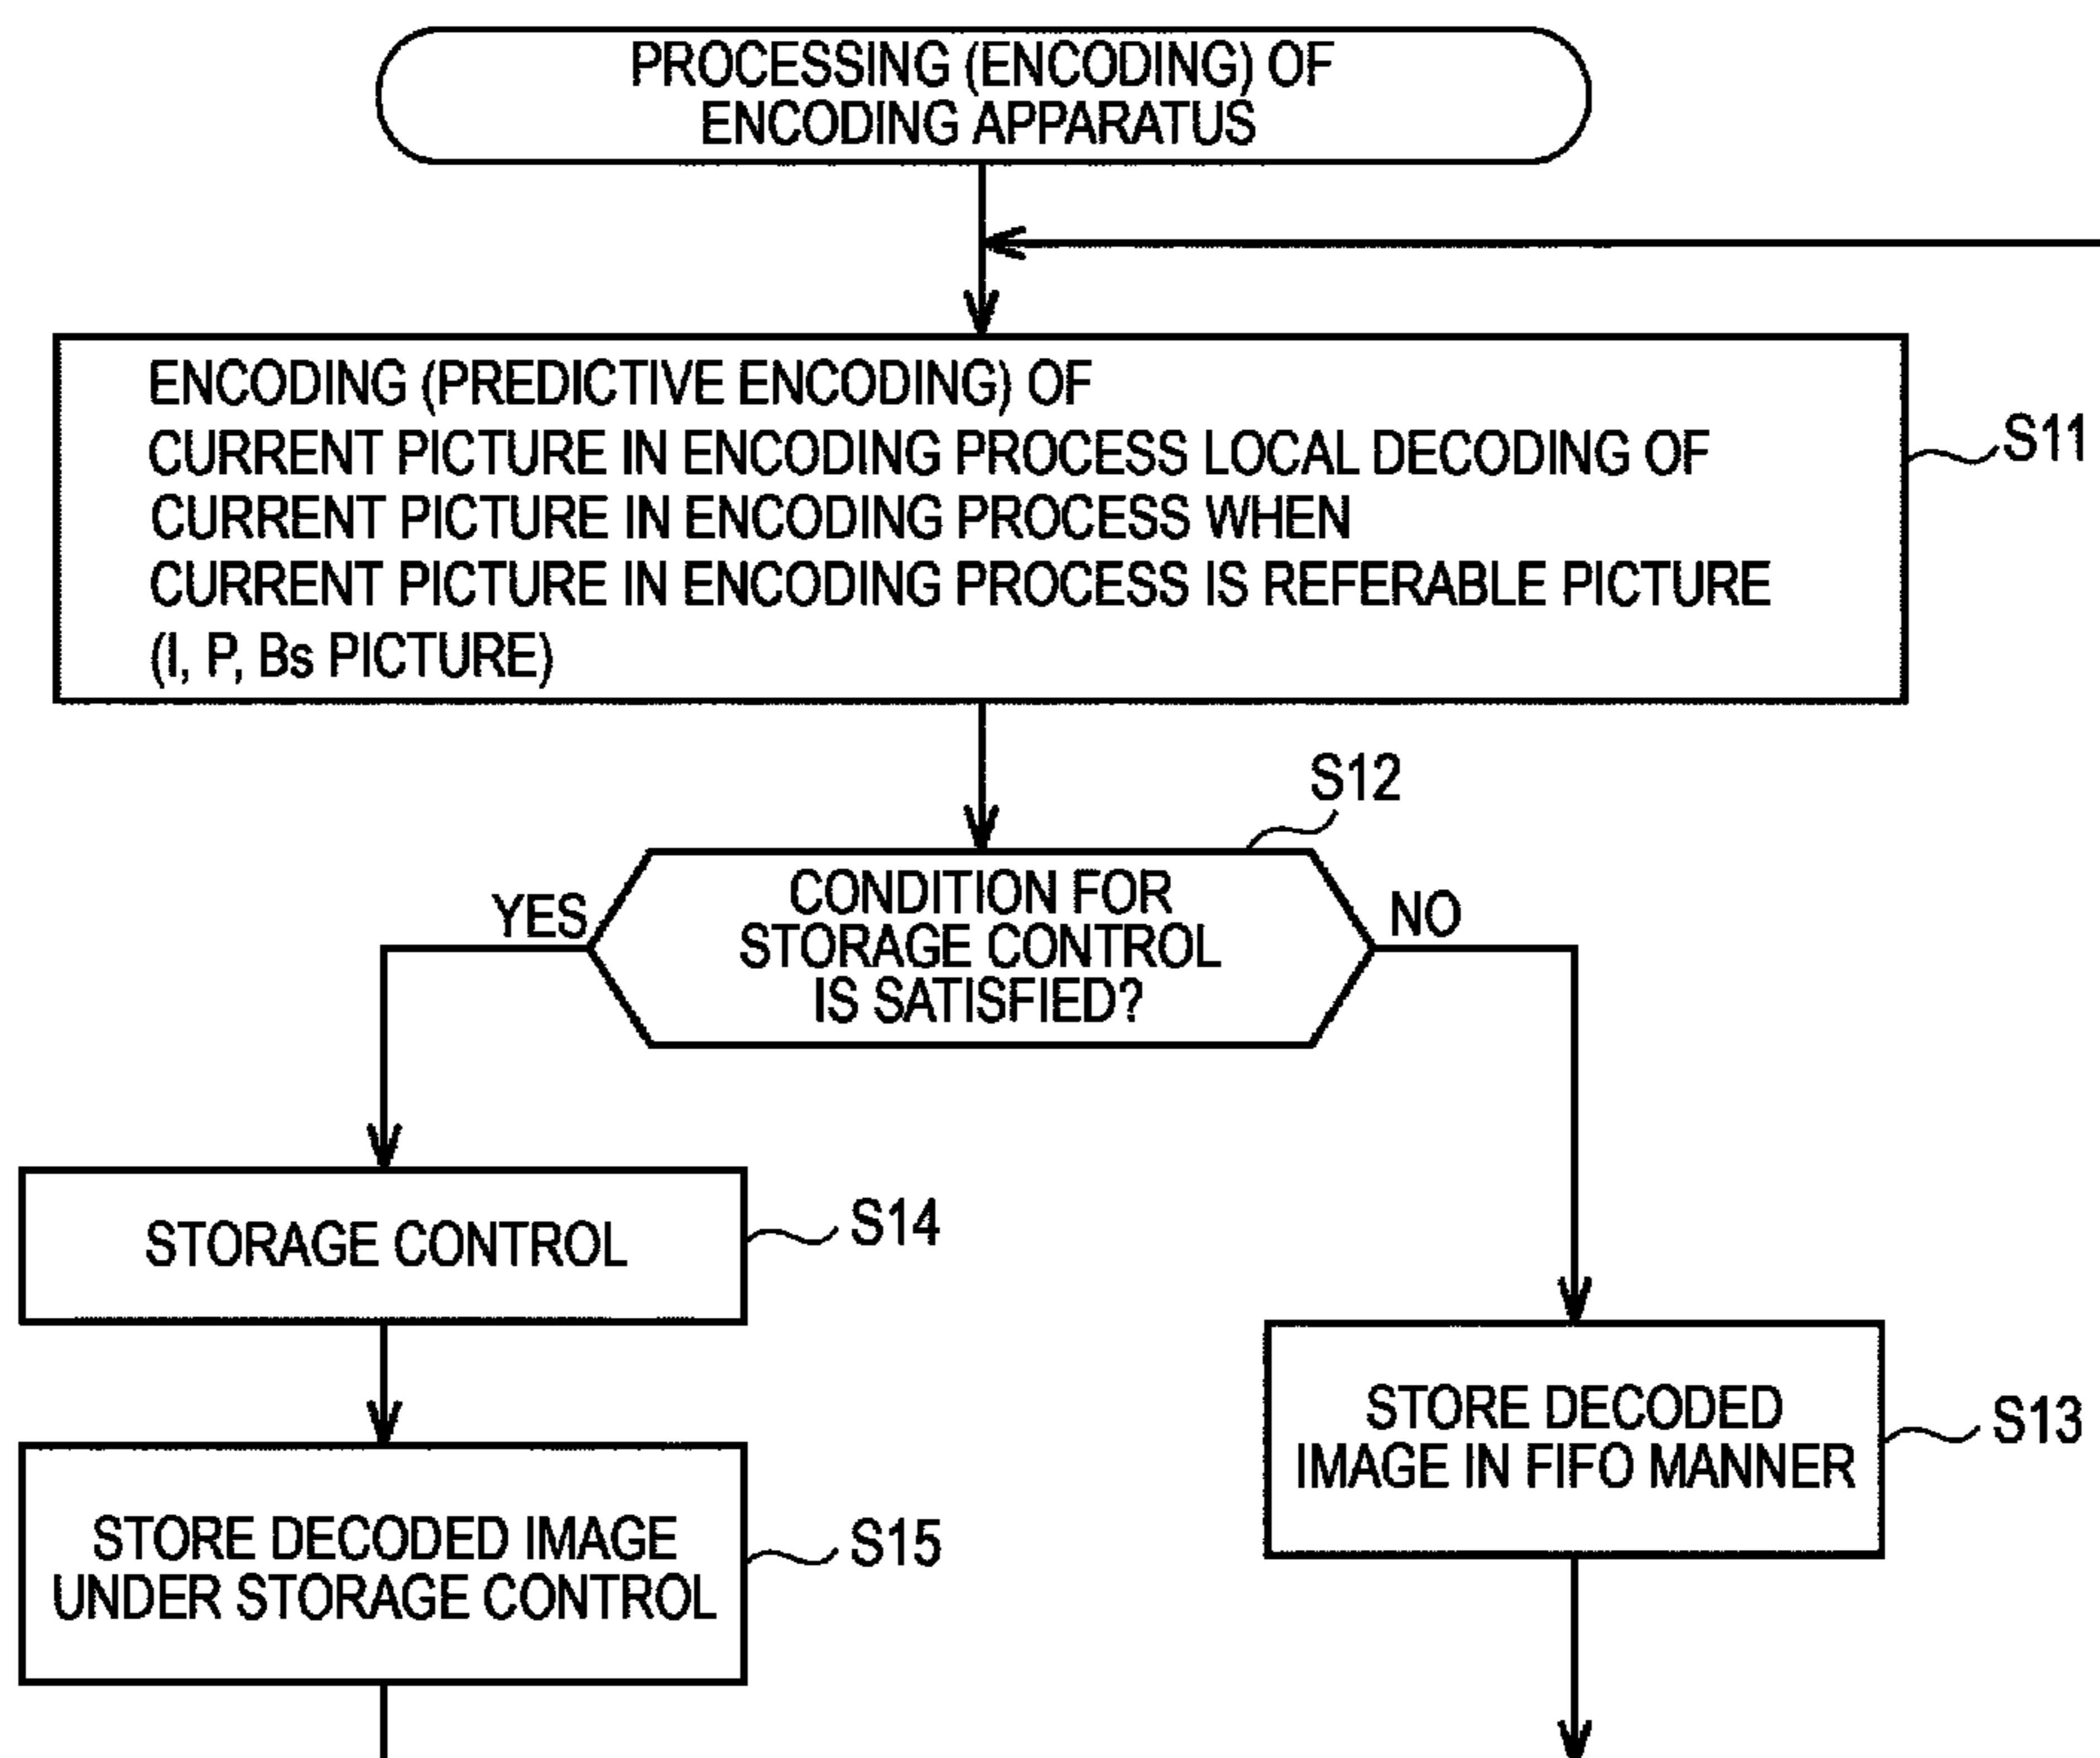 PROCESSING (ENCODING) OF
ENCODING APPARATUS
ENCODING (PREDICTIVE ENCODING) OF
CURRENT PICTURE IN ENCODING PROCESS LOCAL DECODING OF
CURRENT PICTURE IN ENCODING PROCESS WHEN
CURRENT PICTURE IN ENCODING PROCESS IS REFERABLE PICTURE
(I, P, Bs PICTURE)
S11
S12
CONDITION FOR
STORAGE CONTROL
IS SATISFIED?
YES
NO
STORAGE CONTROL
S14
STORE DECODED
IMAGE IN FIFO MANNER
S13
STORE DECODED IMAGE
UNDER STORAGE CONTROL
S15